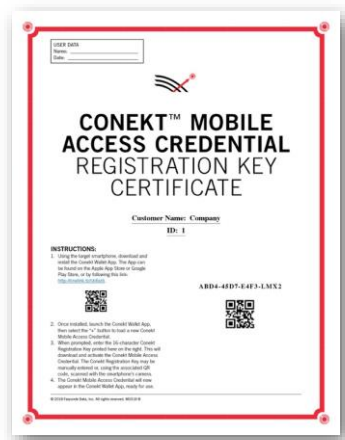 USER DATA
Name:
Date:
CONEKT™ MOBILE
ACCESS CREDENTIAL
REGISTRATION KEY
CERTIFICATE
Customer Name: Company
ID: 1
INSTRUCTIONS:
1. Using the target smartphone, download and
install the Conekt Wallet App. The App can
be found on the Apple App Store or Google
Play Store, or by following this link.
ABD4-45D7-E4F3-LMX2
2. Once installed, launch the Conekt Wallet App,
then select the "+" button to load a new Conekt
Mobile Access Credential.
3. When prompted, enter the 16-character Conekt
Registration Key printed here on the right. This will
download and activate the Conekt Mobile Access
Credential. The Conekt Registration Key may be
manually entered or, using the associated QR
code, scanned with the smartphone's camera.
4. The Conekt Mobile Access Credential will now
appear in the Conekt Wallet App, ready for use.
Data, Inc. All rights reserved.